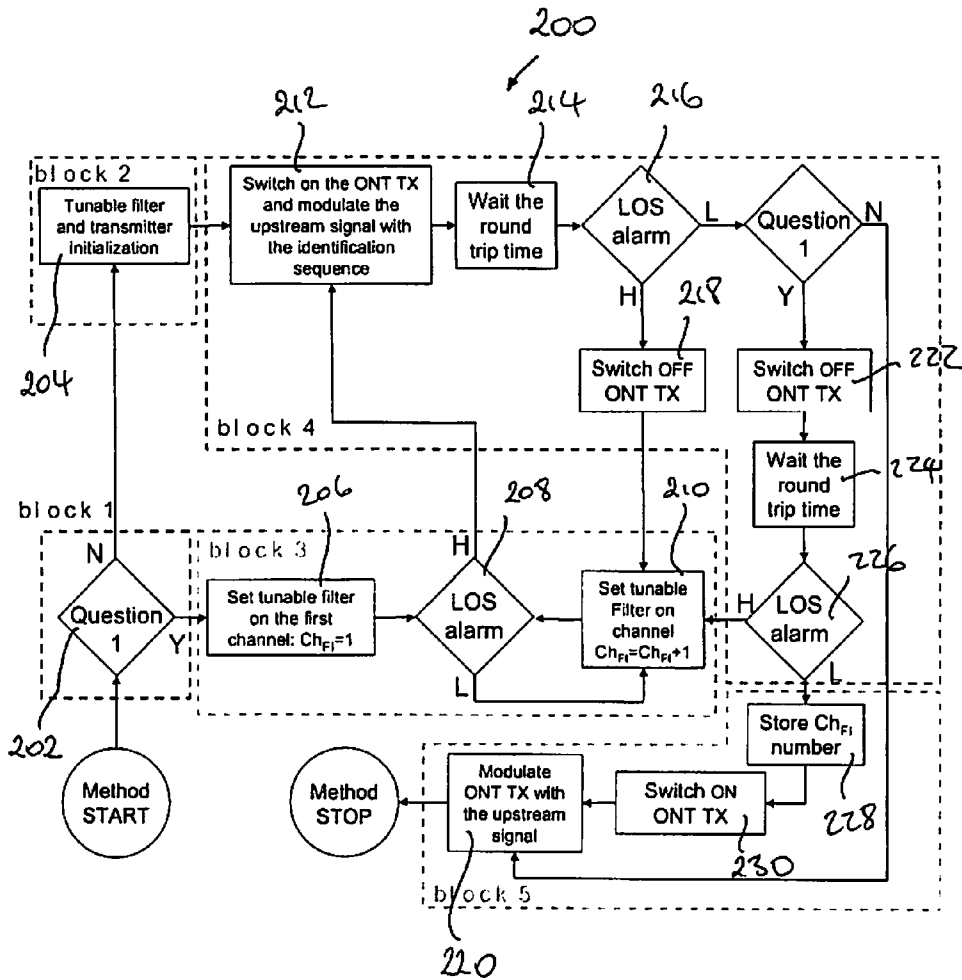 200
212
214
216
block 2
Tunable filter
and transmitter
initialization
204
Switch on the ONT TX
and modulate the
upstream signal with
the identification
sequence
Wait the
round
trip time
LOS
alarm
L
H
Question
1
N
Y
218
Switch OFF
ONT TX
Switch OFF
ONT TX
222
block 4
Wait the
round
trip time
224
block 1
N
Question
1
Y
202
block 3
206
Set tunable filter
on the first
channel: ChFI=1
208
H
LOS
alarm
L
210
Set tunable
Filter on
channel
ChFI=ChFI+1
226
H
LOS
alarm
L
Method
START
Method
STOP
Modulate
ONT TX with
the upstream
signal
220
Switch ON
ONT TX
230
Store ChFI
number
228
block 5